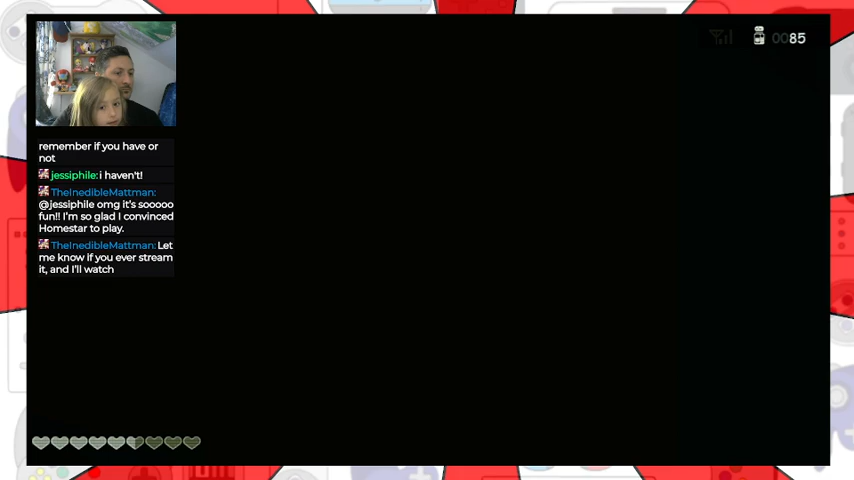 0085
remember if you have or
not
jessiphile: i haven't!
TheInedibleMattman:
@jessiphile omg it's sooooo
fun!! I'm so glad I convinced
Homestar to play.
TheInedibleMattman: Let
me know if you ever stream
it, and I'll watch